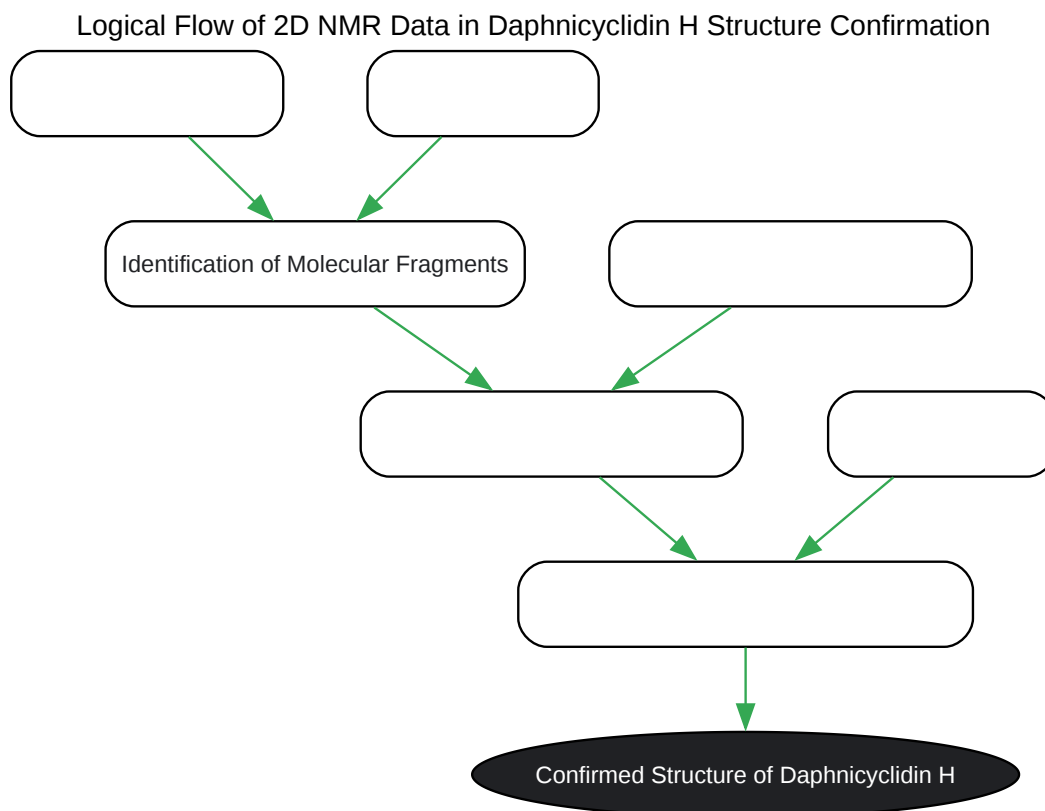 Logical Flow of 2D NMR Data in Daphnicyclidin H Structure Confirmation
Identification of Molecular Fragments
Confirmed Structure of Daphnicyclidin H